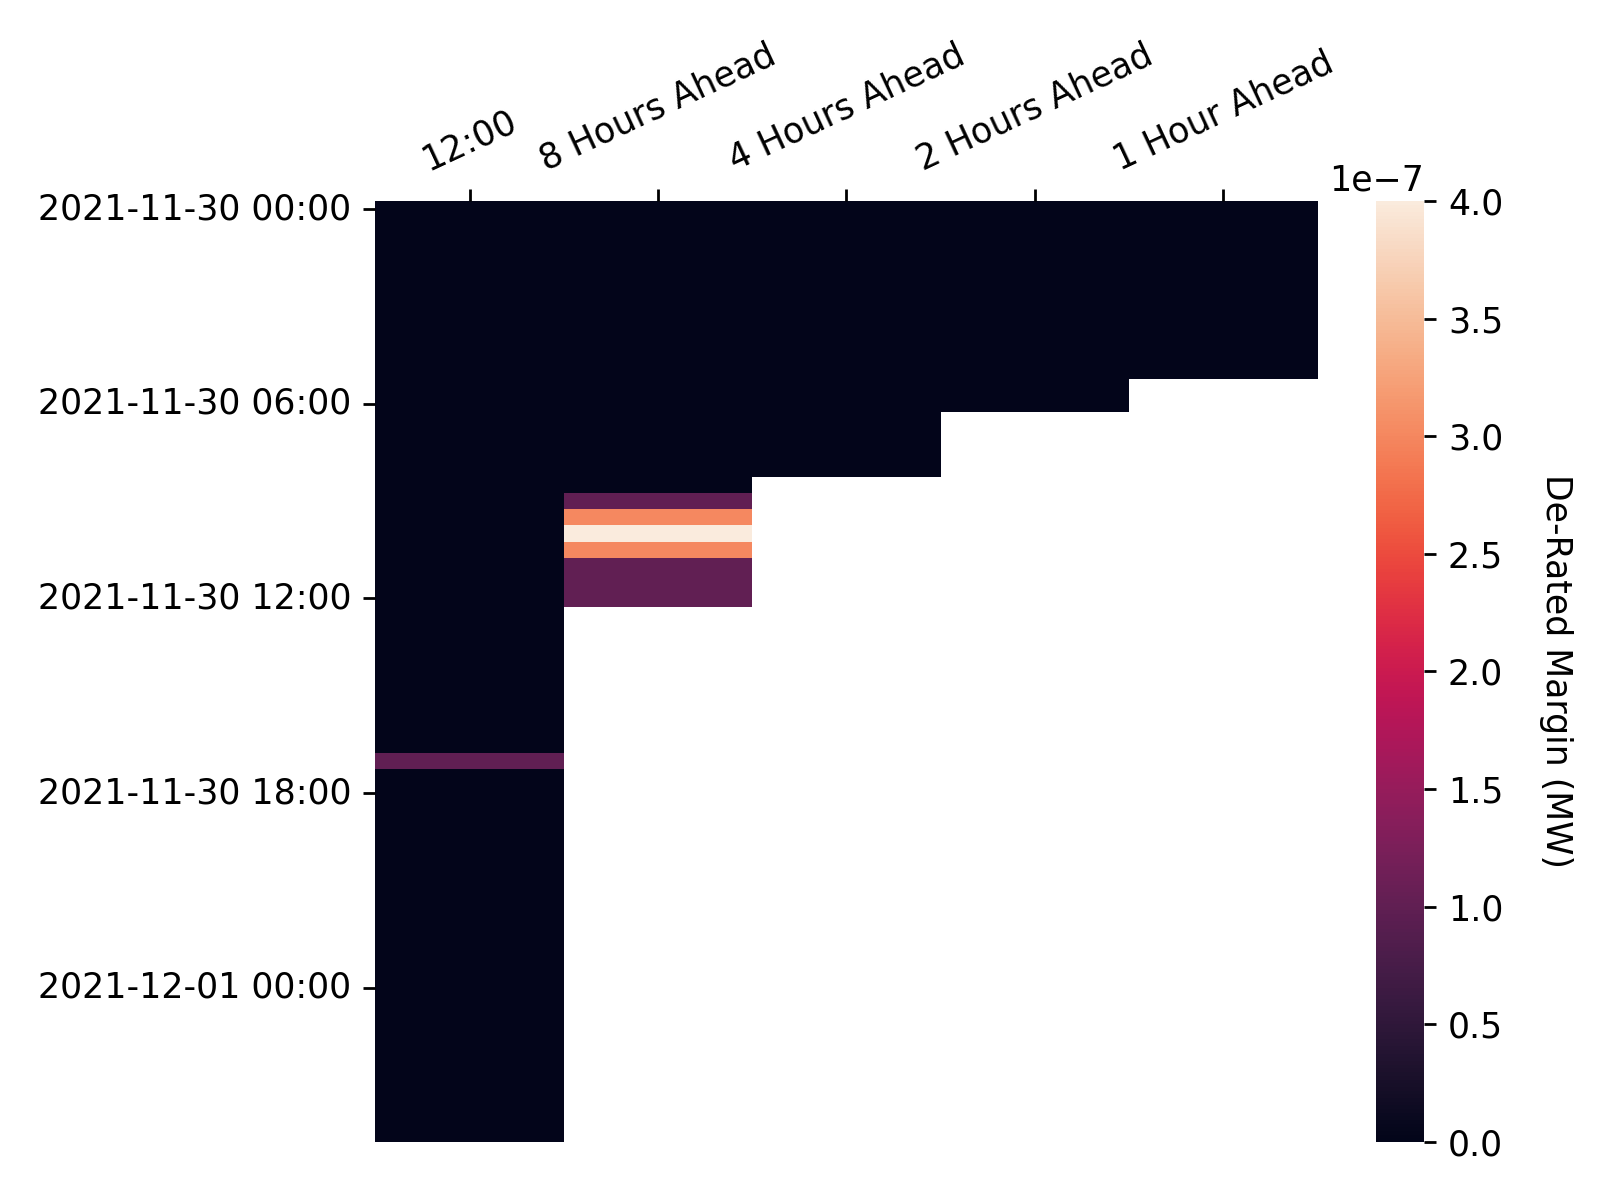 12:00
8 Hours Ahead
4 Hours Ahead
2 Hours Ahead
1 Hour Ahead
2021-11-30 00:00
2021-11-30 06:00
2021-11-30 12:00
2021-11-30 18:00
2021-12-01 00:00
1e−7
4.0
3.5
3.0
2.5
2.0
1.5
1.0
0.5
0.0
De-Rated Margin (MW)